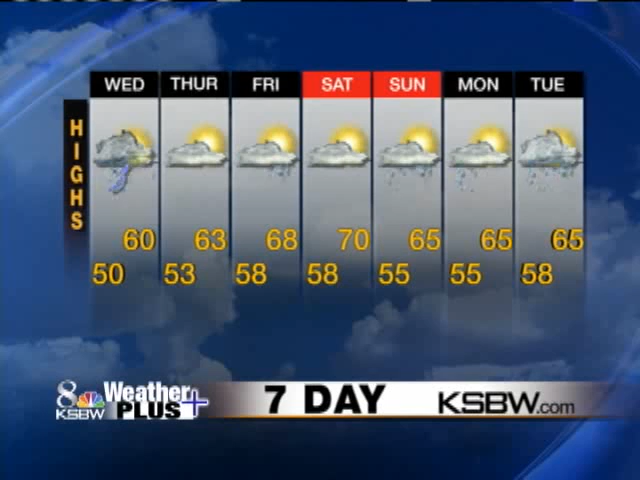 WED THUR FRI SAT SUN MON TUE
HIGHS
60 63 68 70 65 65 65
50 53 58 58 55 55 58
8 Weather
KSBW PLUS+
7 DAY
KSBW.com